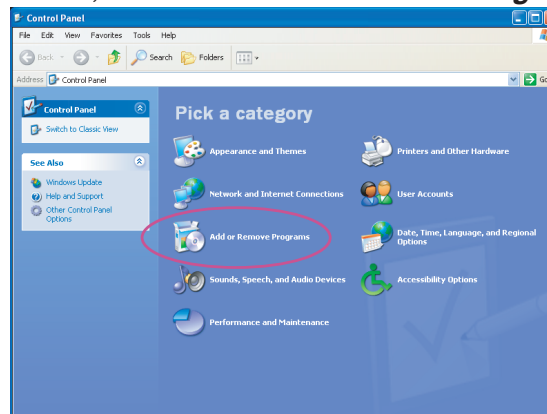 Control Panel
File Edit View Favorites Tools Help
Back Search Folders
Address Control Panel
Control Panel
Switch to Classic View
See Also
Windows Update
Help and Support
Other Control Panel
Options
Pick a category
Appearance and Themes
Printers and Other Hardware
Network and Internet Connections
User Accounts
Add or Remove Programs
Date, Time, Language, and Regional
Options
Sounds, Speech, and Audio Devices
Accessibility Options
Performance and Maintenance